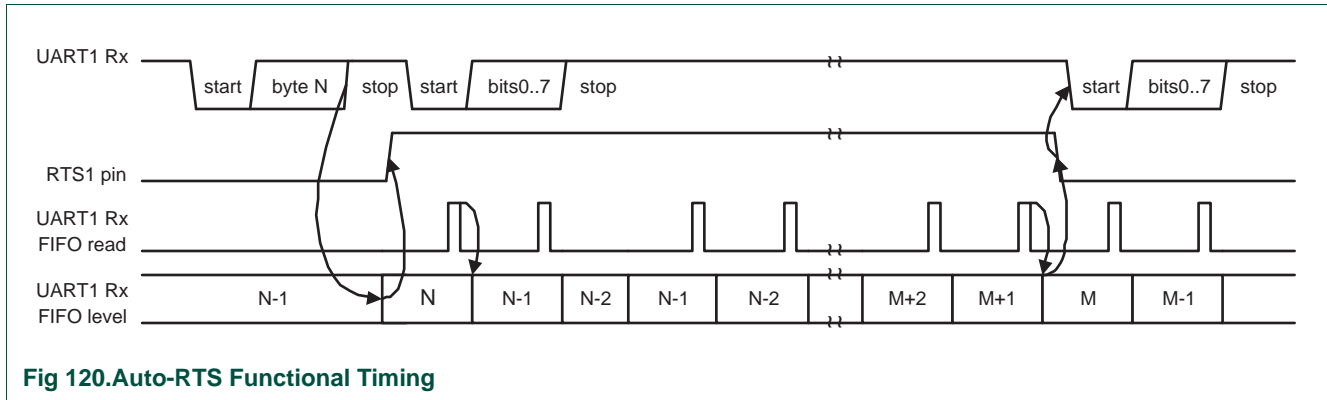 UART1 Rx
start byte N stop start bits0..7 stop start bits0..7 stop
RTS1 pin
UART1 Rx
FIFO read
UART1 Rx
FIFO level
N-1 N N-1 N-2 N-1 N-2 M+2 M+1 M M-1
Fig 120.Auto-RTS Functional Timing